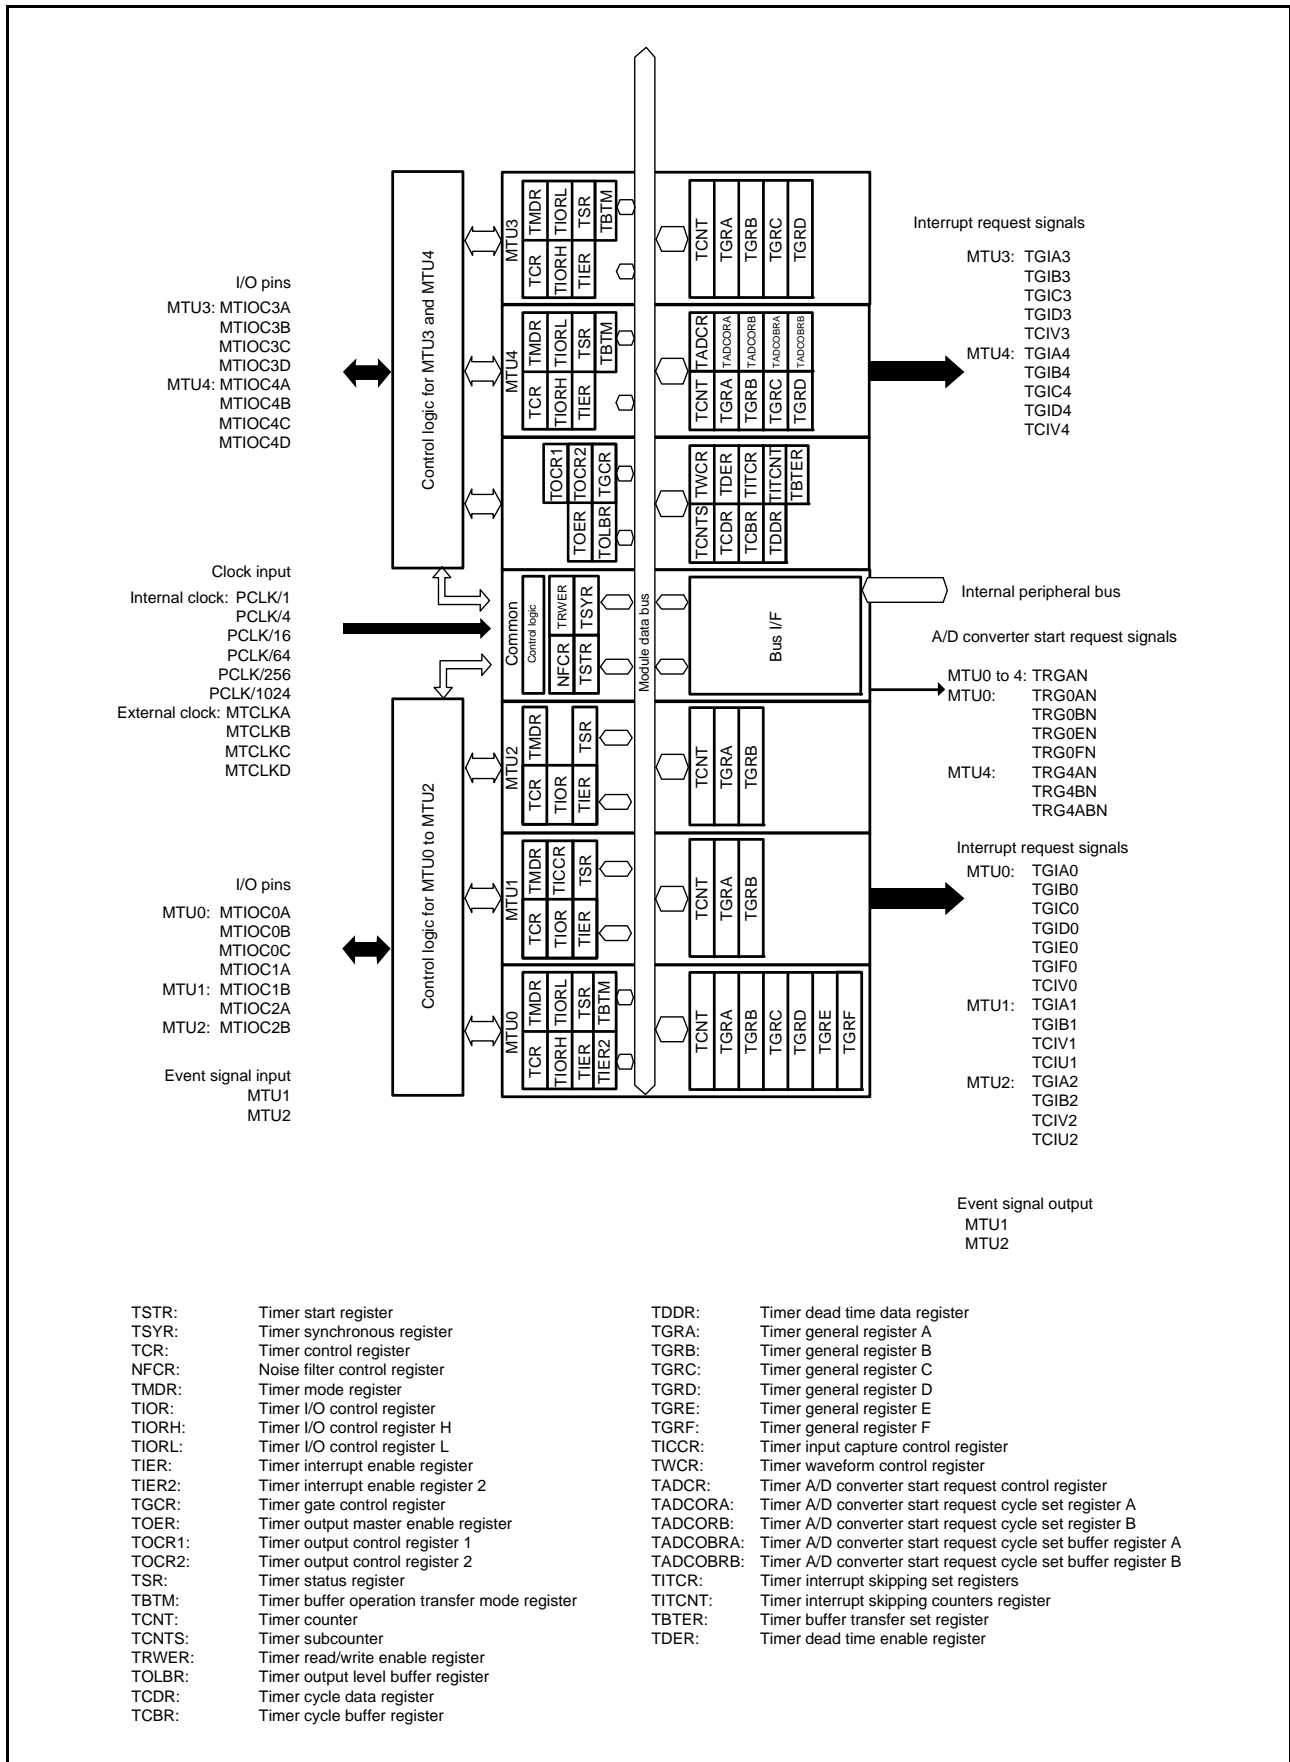 I/O pins
MTU3: MTIOC3A
MTIOC3B
MTIOC3C
MTIOC3D
MTU4: MTIOC4A
MTIOC4B
MTIOC4C
MTIOC4D
Clock input
Internal clock: PCLK/1
PCLK/4
PCLK/16
PCLK/64
PCLK/256
PCLK/1024
External clock: MTCLKA
MTCLKB
MTCLKC
MTCLKD
I/O pins
MTU0: MTIOC0A
MTIOC0B
MTIOC0C
MTIOC1A
MTU1: MTIOC1B
MTIOC2A
MTU2: MTIOC2B
Event signal input
MTU1
MTU2
Control logic for MTU3 and MTU4
Control logic for MTU0 to MTU2
MTU3
TCR
TMDR
TIORH
TIORL
TIER
TSR
TBTM
TCNT
TGRA
TGRB
TGRC
TGRD
MTU4
TCR
TMDR
TIORH
TIORL
TIER
TSR
TBTM
TCNT
TADCR
TGRA
TADCORA
TGRB
TADCORB
TGRC
TADCOBRA
TGRD
TADCOBRB
TOCR1
TOER
TOCR2
TOLBR
TGCR
TCNTS
TWCR
TCDR
TDER
TCBR
TITCR
TDDR
TITCNT
TBTER
Common
Control logic
NFCR
TRWER
TSTR
TSYR
Module data bus
Bus I/F
MTU2
TCR
TMDR
TIOR
TIER
TSR
TCNT
TGRA
TGRB
MTU1
TCR
TMDR
TIOR
TICCR
TIER
TSR
TCNT
TGRA
TGRB
MTU0
TCR
TMDR
TIORH
TIORL
TIER
TSR
TIER2
TBTM
TCNT
TGRA
TGRB
TGRC
TGRD
TGRE
TGRF
Interrupt request signals
MTU3: TGIA3
TGIB3
TGIC3
TGID3
TCIV3
MTU4: TGIA4
TGIB4
TGIC4
TGID4
TCIV4
Internal peripheral bus
A/D converter start request signals
MTU0 to 4: TRGAN
MTU0: TRG0AN
TRG0BN
TRG0EN
TRG0FN
MTU4: TRG4AN
TRG4BN
TRG4ABN
Interrupt request signals
MTU0: TGIA0
TGIB0
TGIC0
TGID0
TGIE0
TGIF0
TCIV0
MTU1: TGIA1
TGIB1
TCIV1
TCIU1
MTU2: TGIA2
TGIB2
TCIV2
TCIU2
Event signal output
MTU1
MTU2
TSTR: Timer start register
TSYR: Timer synchronous register
TCR: Timer control register
NFCR: Noise filter control register
TMDR: Timer mode register
TIOR: Timer I/O control register
TIORH: Timer I/O control register H
TIORL: Timer I/O control register L
TIER: Timer interrupt enable register
TIER2: Timer interrupt enable register 2
TGCR: Timer gate control register
TOER: Timer output master enable register
TOCR1: Timer output control register 1
TOCR2: Timer output control register 2
TSR: Timer status register
TBTM: Timer buffer operation transfer mode register
TCNT: Timer counter
TCNTS: Timer subcounter
TRWER: Timer read/write enable register
TOLBR: Timer output level buffer register
TCDR: Timer cycle data register
TCBR: Timer cycle buffer register
TDDR: Timer dead time data register
TGRA: Timer general register A
TGRB: Timer general register B
TGRC: Timer general register C
TGRD: Timer general register D
TGRE: Timer general register E
TGRF: Timer general register F
TICCR: Timer input capture control register
TWCR: Timer waveform control register
TADCR: Timer A/D converter start request control register
TADCORA: Timer A/D converter start request cycle set register A
TADCORB: Timer A/D converter start request cycle set register B
TADCOBRA: Timer A/D converter start request cycle set buffer register A
TADCOBRB: Timer A/D converter start request cycle set buffer register B
TITCR: Timer interrupt skipping set registers
TITCNT: Timer interrupt skipping counters register
TBTER: Timer buffer transfer set register
TDER: Timer dead time enable register